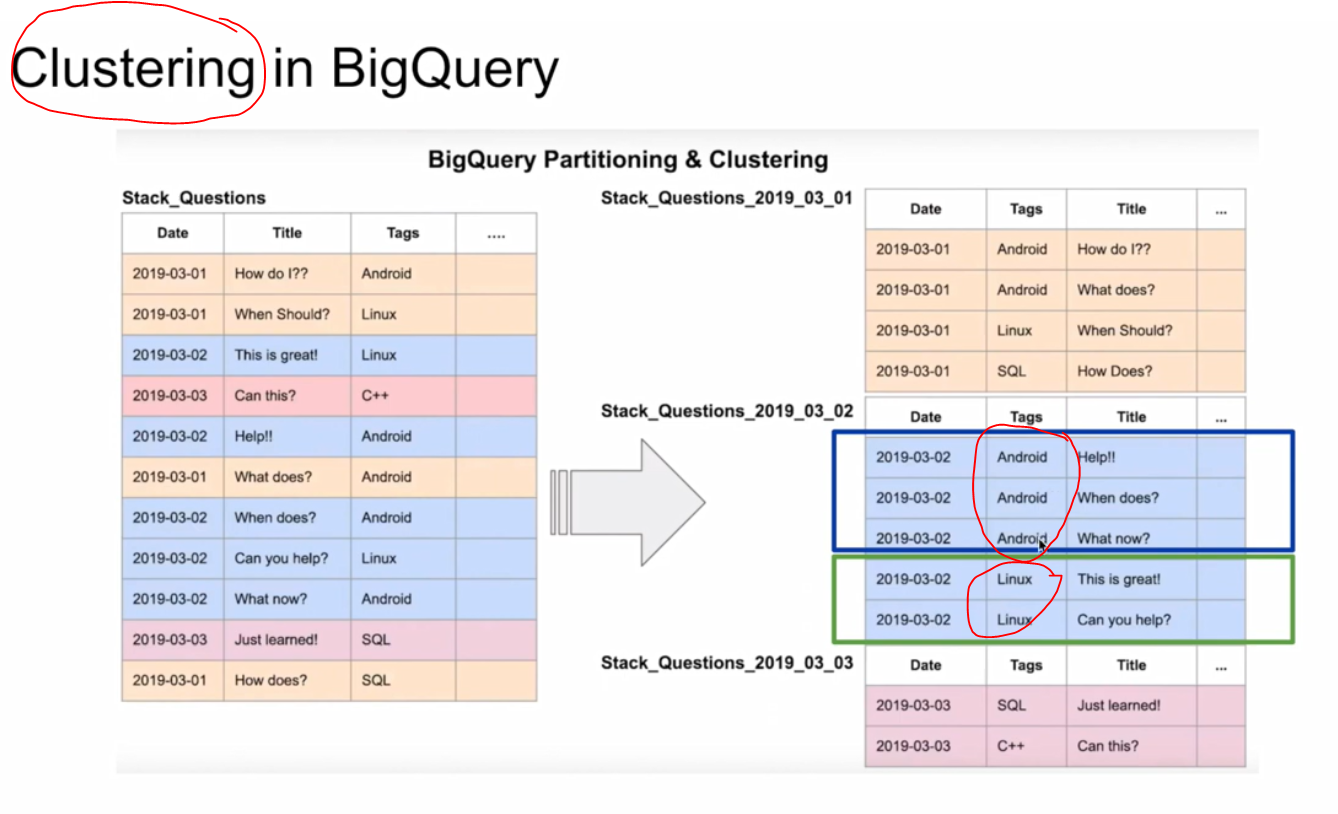 Clustering in BigQuery
BigQuery Partitioning & Clustering
Stack_Questions
Date Title Tags ....
2019-03-01 How do I?? Android
2019-03-01 When Should? Linux
2019-03-02 This is great! Linux
2019-03-03 Can this? C++
2019-03-02 Help!! Android
2019-03-01 What does? Android
2019-03-02 When does? Android
2019-03-02 Can you help? Linux
2019-03-02 What now? Android
2019-03-03 Just learned! SQL
2019-03-01 How does? SQL
Stack_Questions_2019_03_01
Date Tags Title ...
2019-03-01 Android How do I??
2019-03-01 Android What does?
2019-03-01 Linux When Should?
2019-03-01 SQL How Does?
Stack_Questions_2019_03_02
Date Tags Title ...
2019-03-02 Android Help!!
2019-03-02 Android When does?
2019-03-02 Android What now?
2019-03-02 Linux This is great!
2019-03-02 Linux Can you help?
Stack_Questions_2019_03_03
Date Tags Title ...
2019-03-03 SQL Just learned!
2019-03-03 C++ Can this?